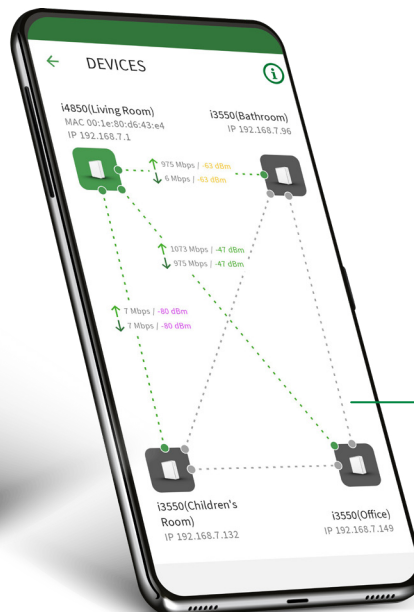 DEVICES
i4850(Living Room)
MAC 00:1e:80:d6:43:e4
IP 192.168.7.1
i3550(Bathroom)
IP 192.168.7.96
975 Mbps / -63 dBm
6 Mbps / -63 dBm
1073 Mbps / -47 dBm
975 Mbps / -47 dBm
7 Mbps / -80 dBm
7 Mbps / -80 dBm
i3550(Children's
Room)
IP 192.168.7.132
i3550(Office)
IP 192.168.7.149